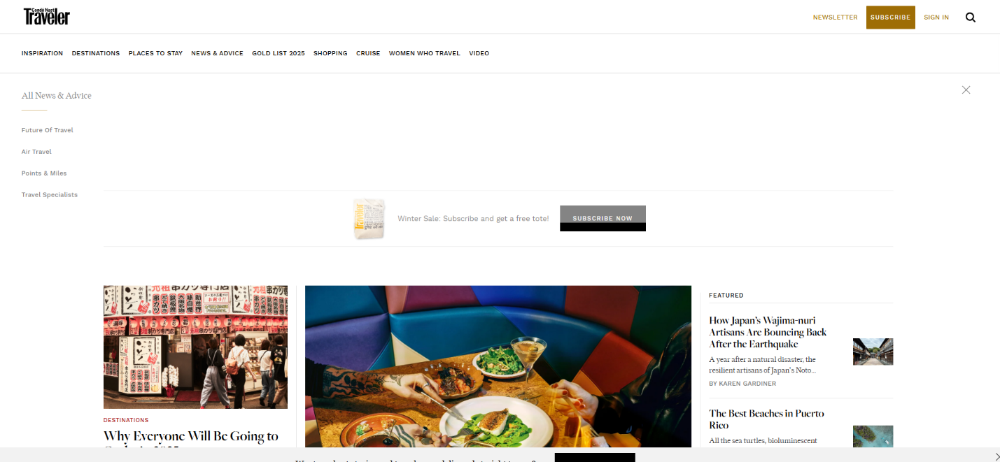 Condé Nast
Traveler
NEWSLETTER
SUBSCRIBE
SIGN IN
INSPIRATION
DESTINATIONS
PLACES TO STAY
NEWS & ADVICE
GOLD LIST 2025
SHOPPING
CRUISE
WOMEN WHO TRAVEL
VIDEO
All News & Advice
Future Of Travel
Air Travel
Points & Miles
Travel Specialists
Traveler
Winter Sale: Subscribe and get a free tote!
SUBSCRIBE NOW
DESTINATIONS
Why Everyone Will Be Going to
FEATURED
How Japan's Wajima-nuri
Artisans Are Bouncing Back
After the Earthquake
A year after a natural disaster, the
resilient artisans of Japan's Noto...
BY KAREN GARDINER
The Best Beaches in Puerto
Rico
All the sea turtles, bioluminescent